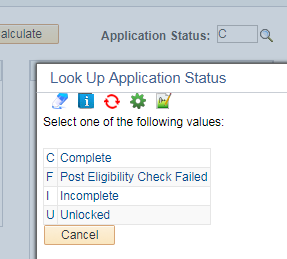 alculate
Application Status: C
Look Up Application Status
Select one of the following values:
C Complete
F Post Eligibility Check Failed
I Incomplete
U Unlocked
Cancel